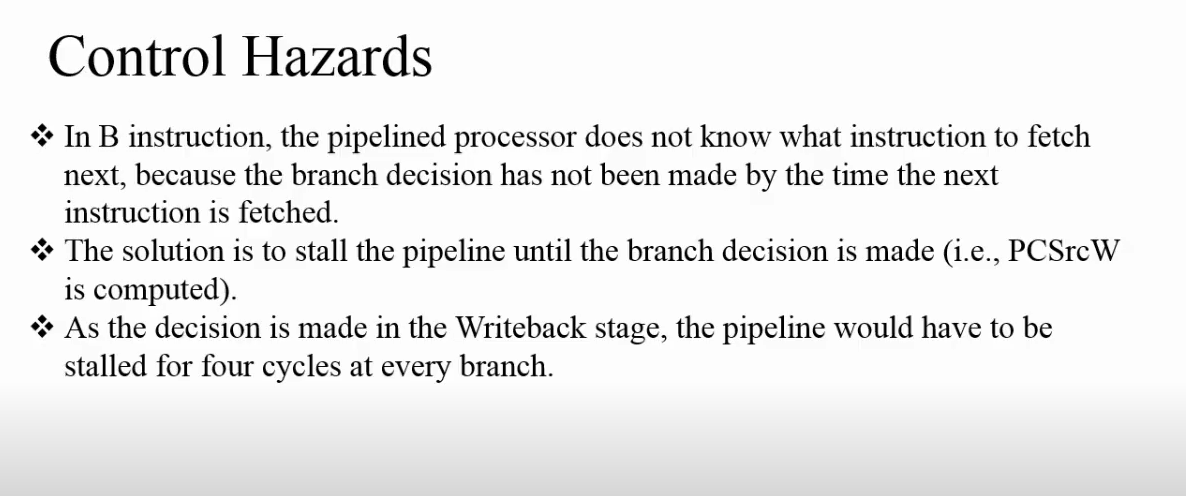 Control Hazards
❖ In B instruction, the pipelined processor does not know what instruction to fetch
next, because the branch decision has not been made by the time the next
instruction is fetched.
❖ The solution is to stall the pipeline until the branch decision is made (i.e., PCSrcW
is computed).
❖ As the decision is made in the Writeback stage, the pipeline would have to be
stalled for four cycles at every branch.